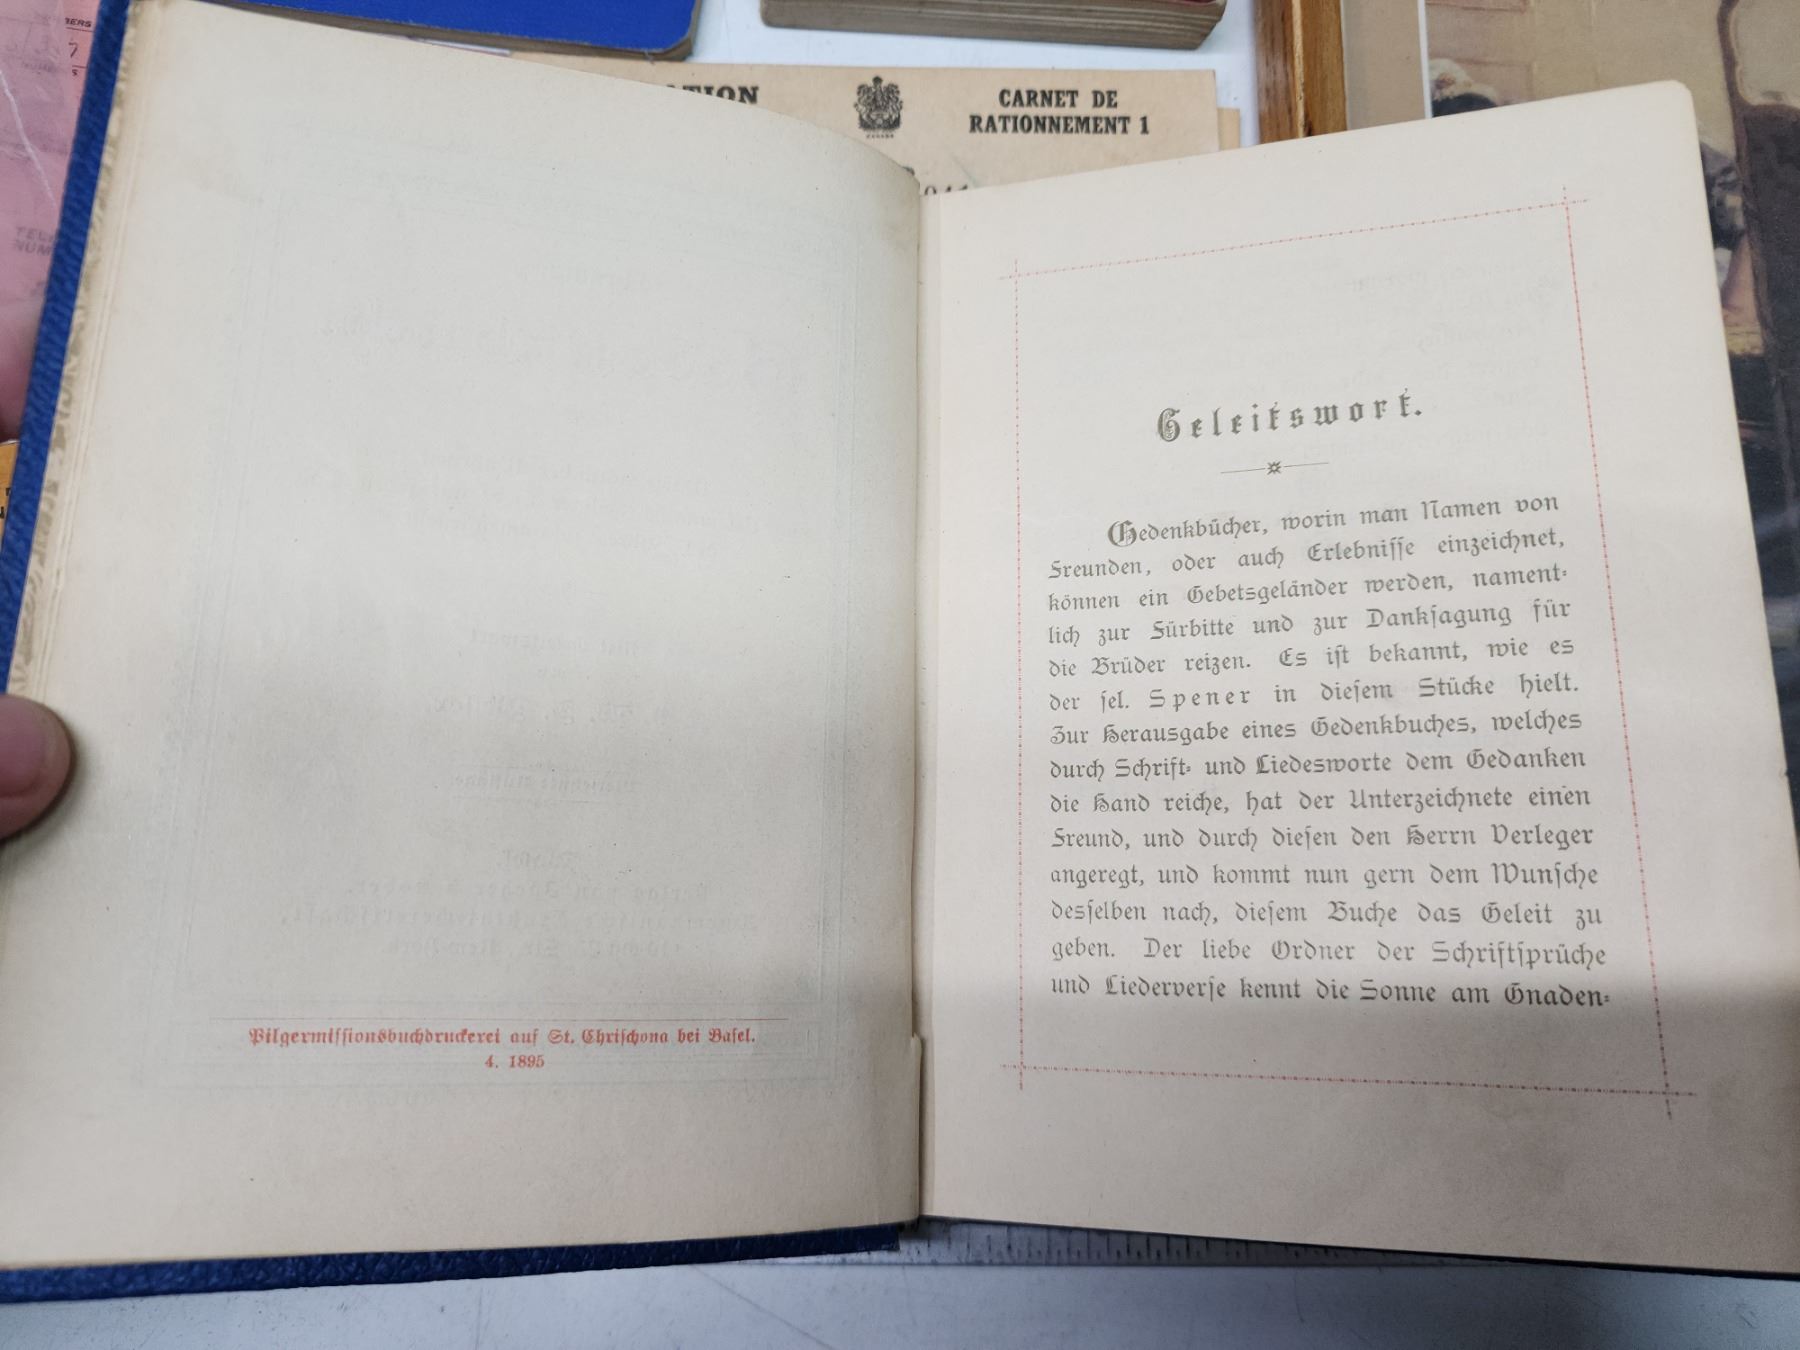 CARNET DE
RATIONNEMENT 1
Pilgermiſſionsbuchdruckerei auf St. Chriſchona bei Baſel.
4. 1895
Geleitswort.
Gedenkbücher, worin man Namen von
Freunden, oder auch Erlebniſſe einzeichnet,
können ein Gebetsgeländer werden, nament⸗
lich zur Fürbitte und zur Dankſagung für
die Brüder reizen. Es iſt bekannt, wie es
der ſel. Spener in dieſem Stücke hielt.
Zur Herausgabe eines Gedenkbuches, welches
durch Schrift⸗ und Liedesworte dem Gedanken
die Hand reiche, hat der Unterzeichnete einen
Freund, und durch dieſen den Herrn Verleger
angeregt, und kommt nun gern dem Wunſche
desſelben nach, dieſem Buche das Geleit zu
geben. Der liebe Ordner der Schriftſprüche
und Liederverſe kennt die Sonne am Gnaden⸗